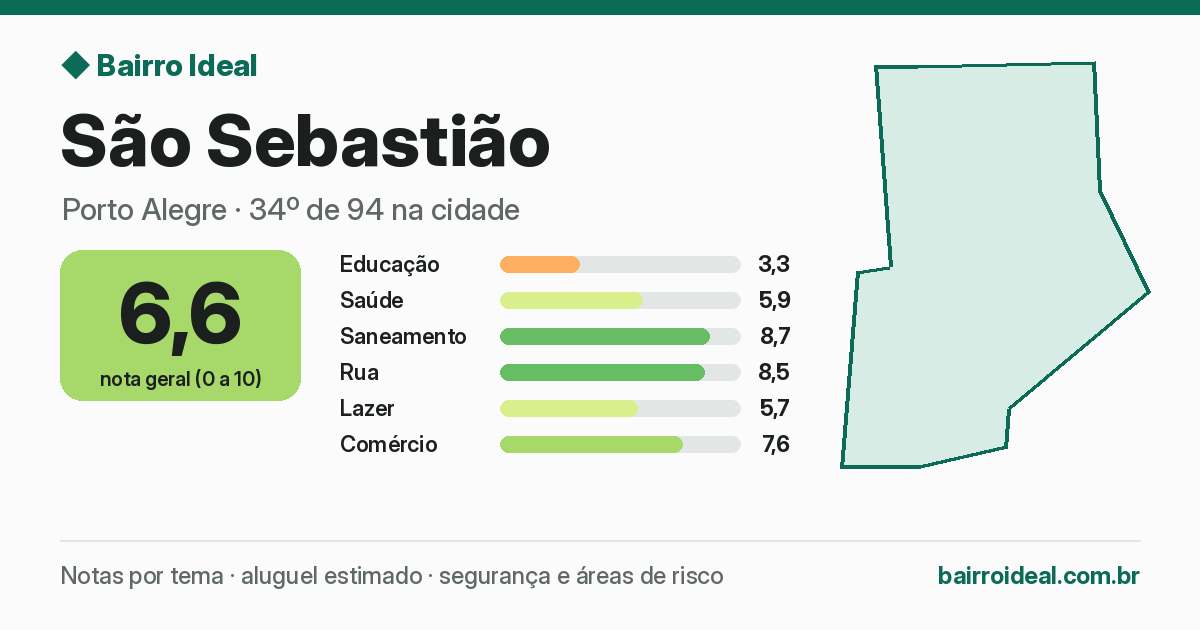 Bairro Ideal
São Sebastião
Porto Alegre · 34º de 94 na cidade
6,6
nota geral (0 a 10)
Educação 3,3
Saúde 5,9
Saneamento 8,7
Rua 8,5
Lazer 5,7
Comércio 7,6
Notas por tema · aluguel estimado · segurança e áreas de risco
bairroideal.com.br